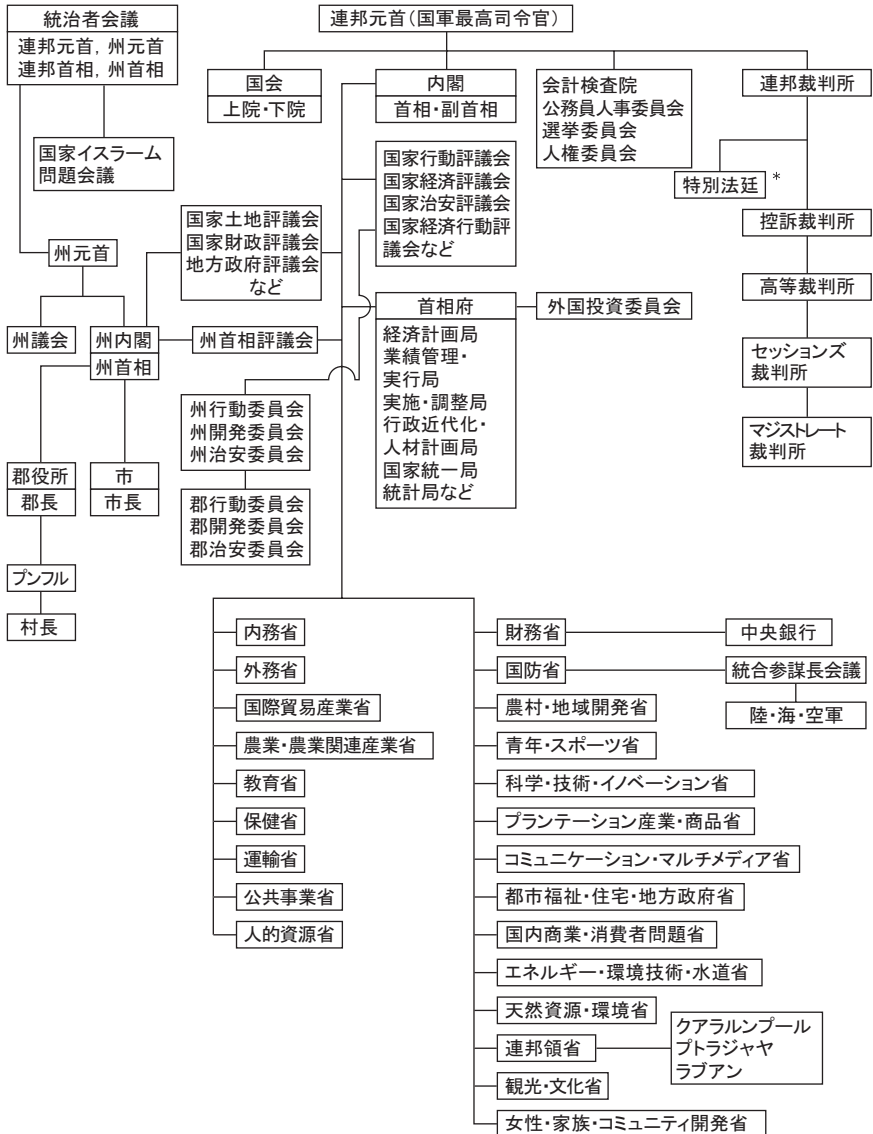 統治者会議
連邦元首，州元首
連邦首相，州首相
国家イスラーム
問題会議
連邦元首（国軍最高司令官）
国会
上院・下院
内閣
首相・副首相
会計検査院
公務員人事委員会
選挙委員会
人権委員会
連邦裁判所
特別法廷 *
控訴裁判所
高等裁判所
セッションズ
裁判所
マジストレート
裁判所
国家行動評議会
国家経済評議会
国家治安評議会
国家経済行動評
議会など
国家土地評議会
国家財政評議会
地方政府評議会
など
州元首
州議会
州内閣
州首相
州首相評議会
首相府
経済計画局
業績管理・
実行局
実施・調整局
行政近代化・
人材計画局
国家統一局
統計局など
外国投資委員会
州行動委員会
州開発委員会
州治安委員会
郡行動委員会
郡開発委員会
郡治安委員会
郡役所
郡長
市
市長
プンフル
村長
内務省
外務省
国際貿易産業省
農業・農業関連産業省
教育省
保健省
運輸省
公共事業省
人的資源省
財務省
中央銀行
国防省
統合参謀長会議
陸・海・空軍
農村・地域開発省
青年・スポーツ省
科学・技術・イノベーション省
プランテーション産業・商品省
コミュニケーション・マルチメディア省
都市福祉・住宅・地方政府省
国内商業・消費者問題省
エネルギー・環境技術・水道省
天然資源・環境省
連邦領省
クアラルンプール
プトラジャヤ
ラブアン
観光・文化省
女性・家族・コミュニティ開発省